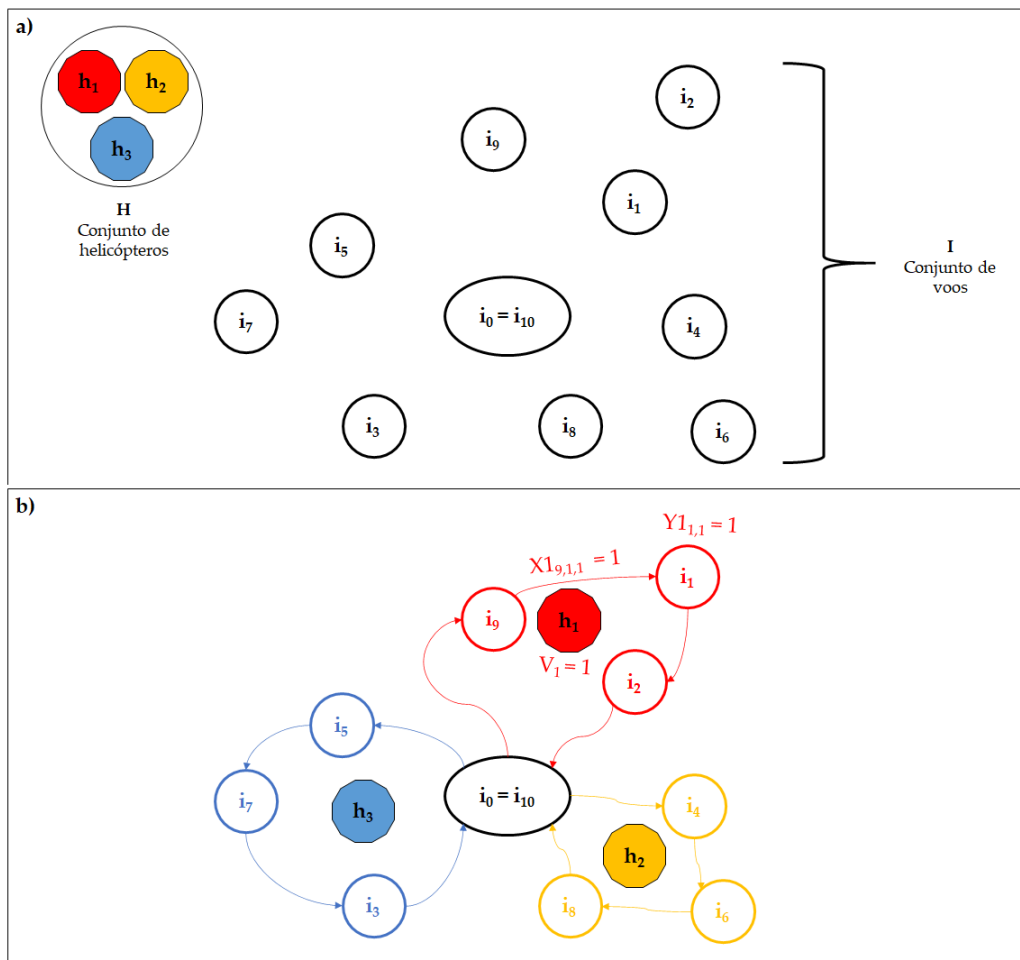 a)
h₁ h₂
h₃
H
Conjunto de
helicópteros
i₂
i₉
i₁
i₅
i₀ = i₁₀
i₇
i₄
i₃
i₈
i₆
I
Conjunto de
voos
b)
Y1₁,₁ = 1
X1₉,₁,₁ = 1
i₁
i₉
h₁
V₁ = 1
i₂
i₅
i₀ = i₁₀
i₇
h₃
i₄
h₂
i₃
i₈
i₆